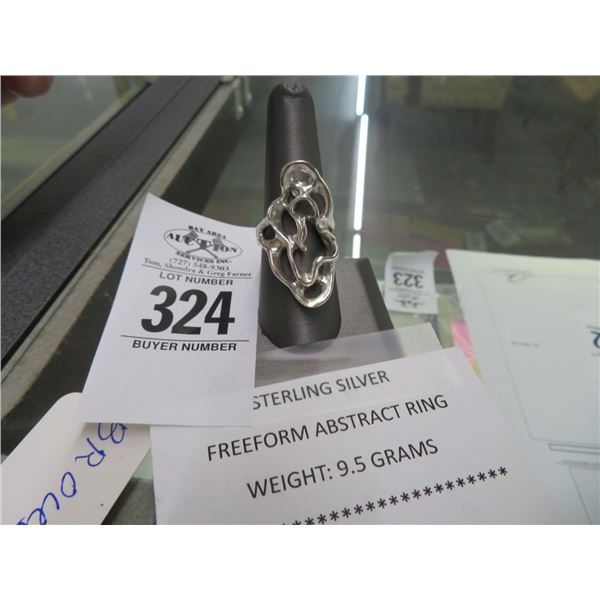 BAY AREA
AUCTION
SERVICES INC.
(727) 548-9303
Tom, Shondra & Greg Farner
LOT NUMBER
324
BUYER NUMBER
323
STERLING SILVER
FREEFORM ABSTRACT RING
WEIGHT: 9.5 GRAMS
*********************